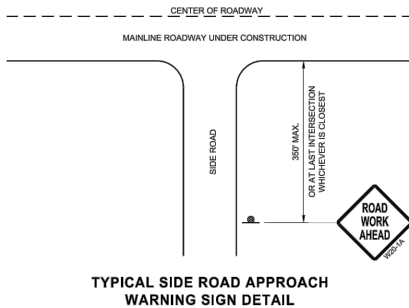 CENTER OF ROADWAY
MAINLINE ROADWAY UNDER CONSTRUCTION
SIDE ROAD
350' MAX.
OR AT LAST INTERSECTION
WHICHEVER IS CLOSEST
ROAD
WORK
AHEAD
W20-1A
TYPICAL SIDE ROAD APPROACH
WARNING SIGN DETAIL